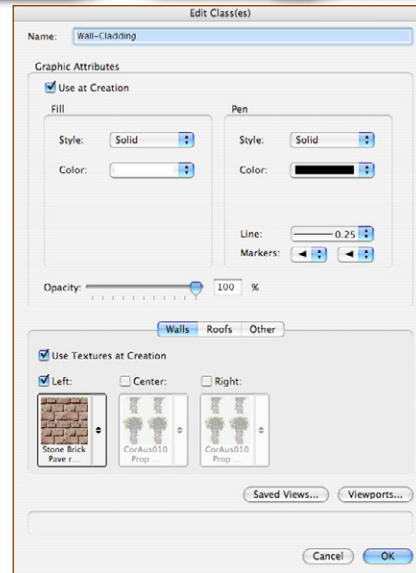 Edit Class(es)
Name: Wall-Cladding
Graphic Attributes
Use at Creation
Fill
Style: Solid
Color:
Pen
Style: Solid
Color:
Line: 0.25
Markers:
Opacity: 100 %
Walls Roofs Other
Use Textures at Creation
Left: Center: Right:
Stone Brick Pave r... CorAus010 Prop ... CorAus010 Prop ...
Saved Views... Viewports...
Cancel OK